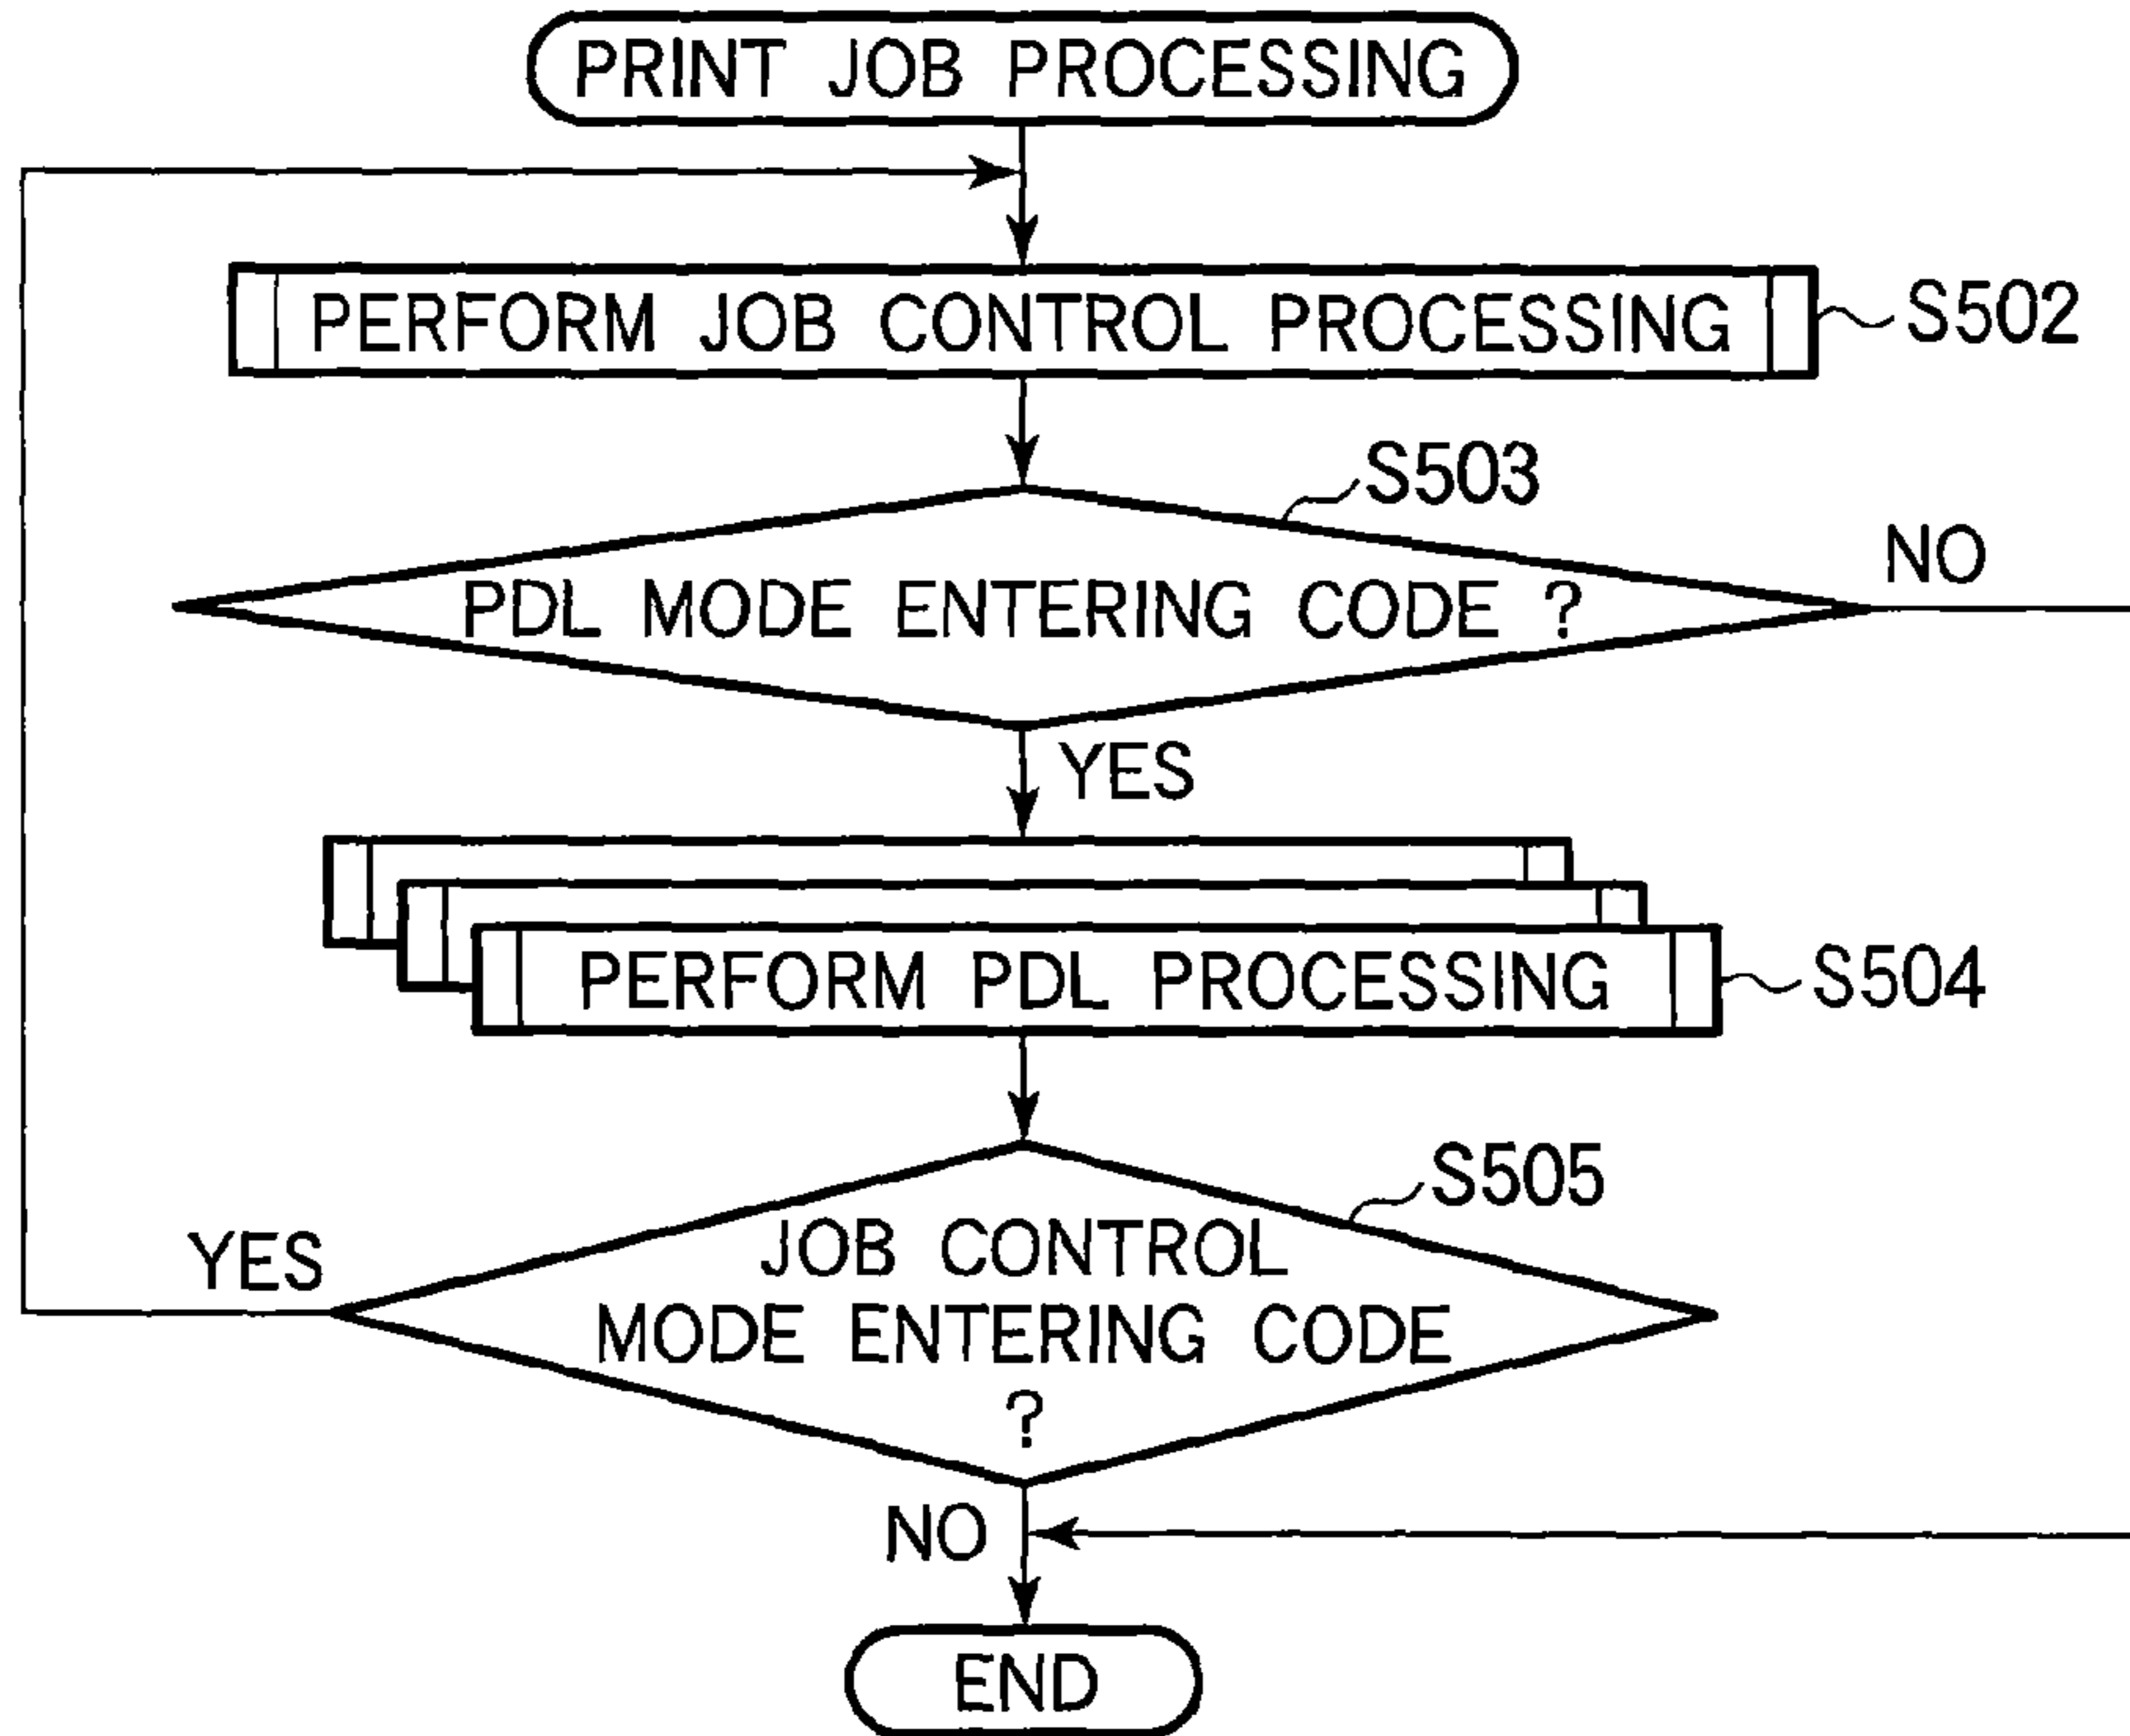 PRINT JOB PROCESSING
PERFORM JOB CONTROL PROCESSING
S502
S503
PDL MODE ENTERING CODE ?
NO
YES
PERFORM PDL PROCESSING
S504
S505
JOB CONTROL
MODE ENTERING CODE
?
YES
NO
END